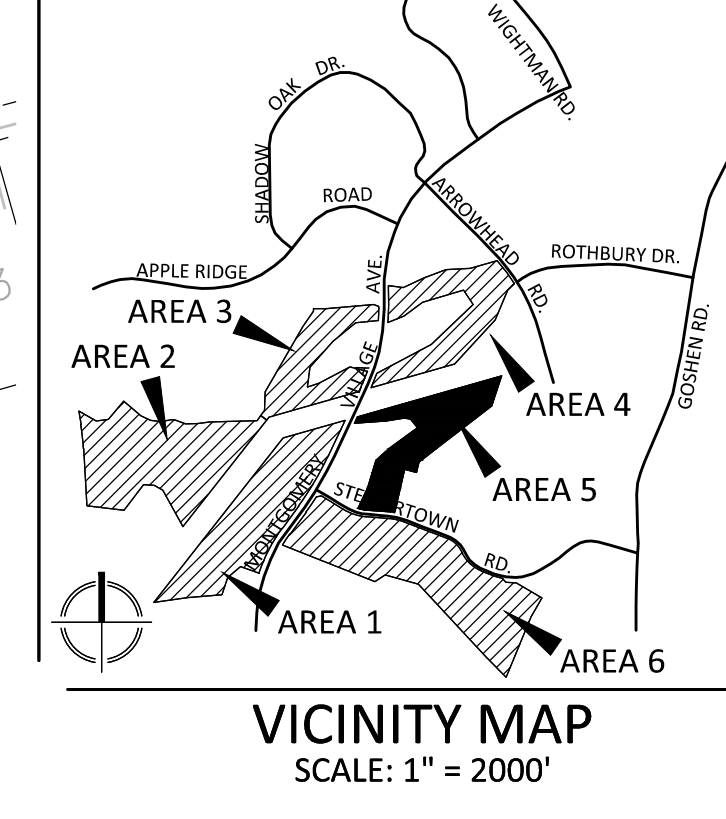 WIGHTMAN RD.
OAK DR.
SHADOW
ROAD
ARROWHEAD
RD.
ROTHBURY DR.
APPLE RIDGE
AVE.
AREA 3
GOSHEN RD.
AREA 2
VILLAGE
AREA 4
AREA 5
MONTGOMERY
RD.
AREA 1
AREA 6
VICINITY MAP
SCALE: 1" = 2000'